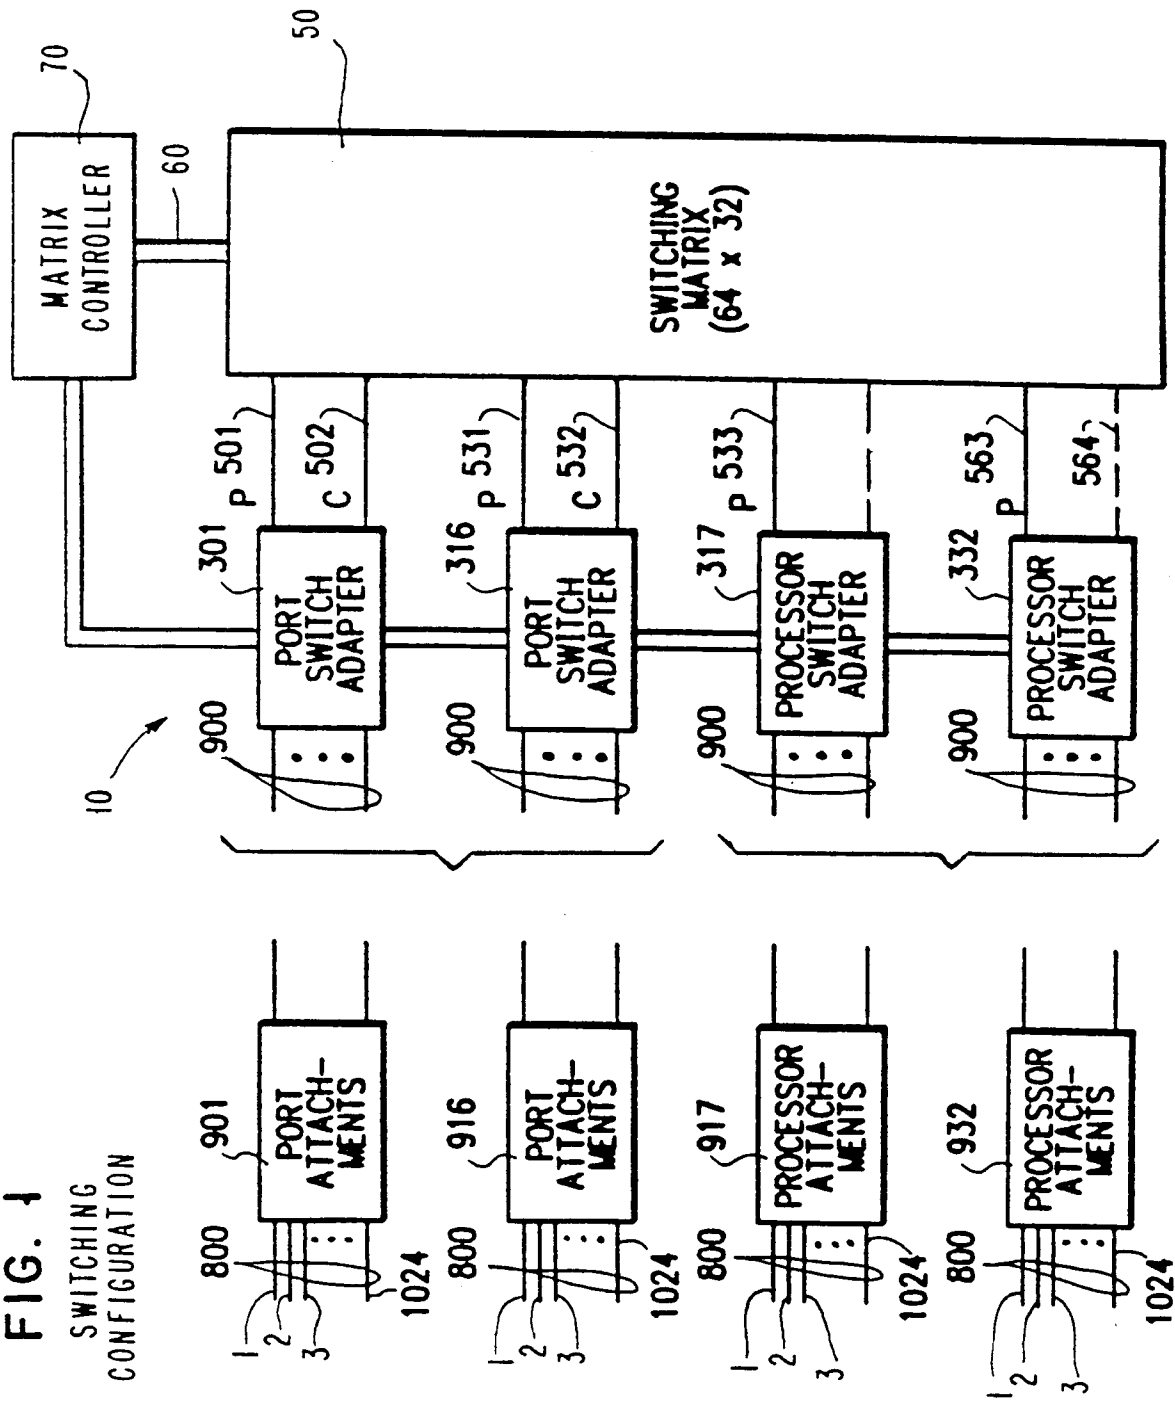 FIG. 1
SWITCHING
CONFIGURATION
10
MATRIX
CONTROLLER
70
60
50
SWITCHING
MATRIX
(64 x 32)
1
2
3
800
1024
901
PORT
ATTACH-
MENTS
900
301
PORT
SWITCH
ADAPTER
P 501
C 502
1
2
3
800
1024
916
PORT
ATTACH-
MENTS
900
316
PORT
SWITCH
ADAPTER
P 531
C 532
1
2
3
800
1024
917
PROCESSOR
ATTACH-
MENTS
900
317
PROCESSOR
SWITCH
ADAPTER
P 533
1
2
3
800
1024
932
PROCESSOR
ATTACH-
MENTS
900
332
PROCESSOR
SWITCH
ADAPTER
P 563
564